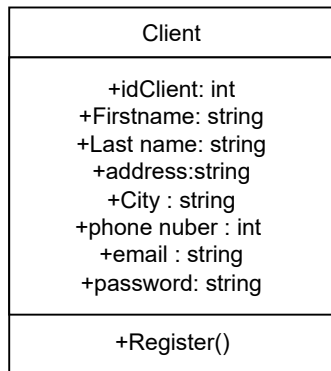 Client
+idClient: int
+Firstname: string
+Last name: string
+address:string
+City : string
+phone nuber : int
+email : string
+password: string
+Register()